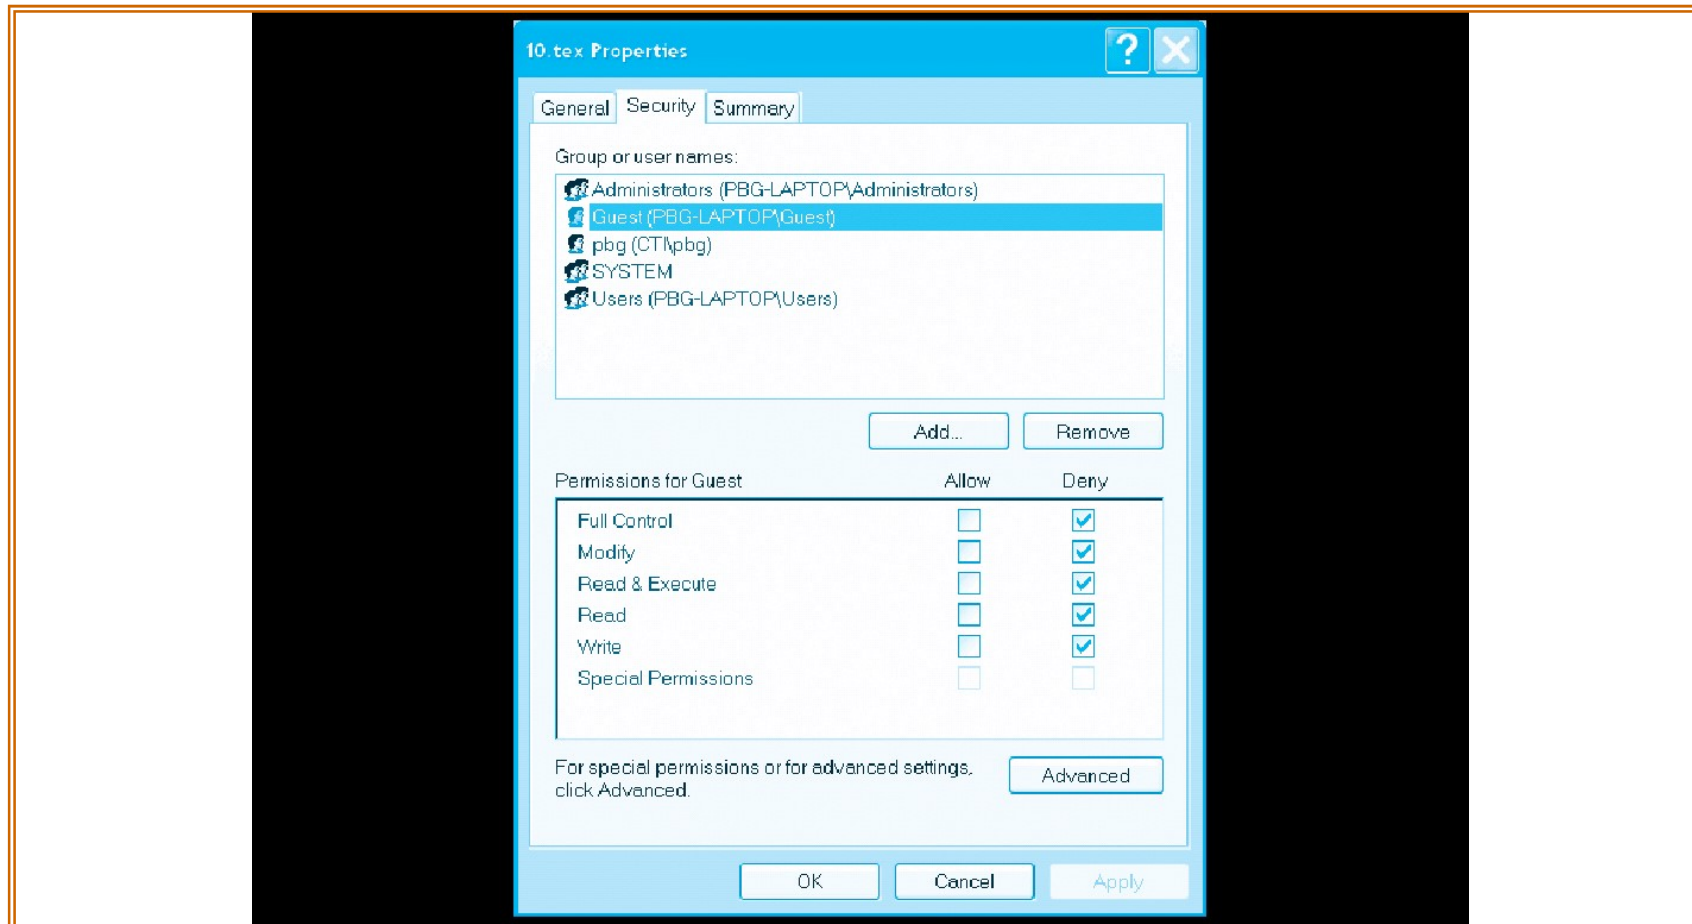 10.tex Properties
?
General Security Summary
Group or user names:
Administrators (PBG-LAPTOP\Administrators)
Guest (PBG-LAPTOP\Guest)
pbg (CTI\pbg)
SYSTEM
Users (PBG-LAPTOP\Users)
Add... Remove
Permissions for Guest Allow Deny
Full Control
Modify
Read & Execute
Read
Write
Special Permissions
For special permissions or for advanced settings,
click Advanced.
Advanced
OK Cancel Apply